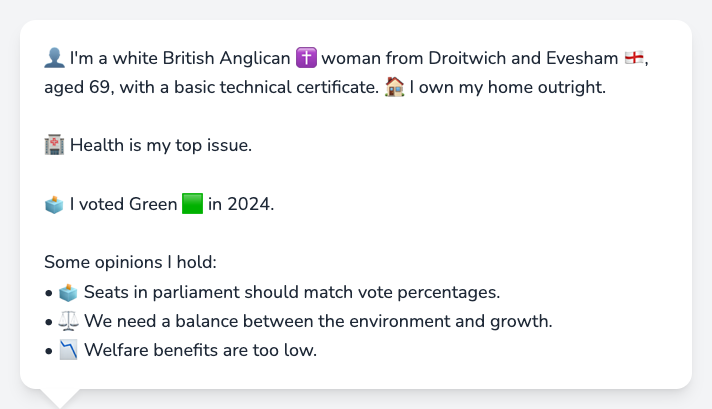 👤 I'm a white British Anglican ✝️ woman from Droitwich and Evesham 🏴󠁧󠁢󠁥󠁮󠁧󠁿,
aged 69, with a basic technical certificate. 🏠 I own my home outright.
🏥 Health is my top issue.
🗳️ I voted Green 🟩 in 2024.
Some opinions I hold:
• 🗳️ Seats in parliament should match vote percentages.
• ⚖️ We need a balance between the environment and growth.
• 📉 Welfare benefits are too low.